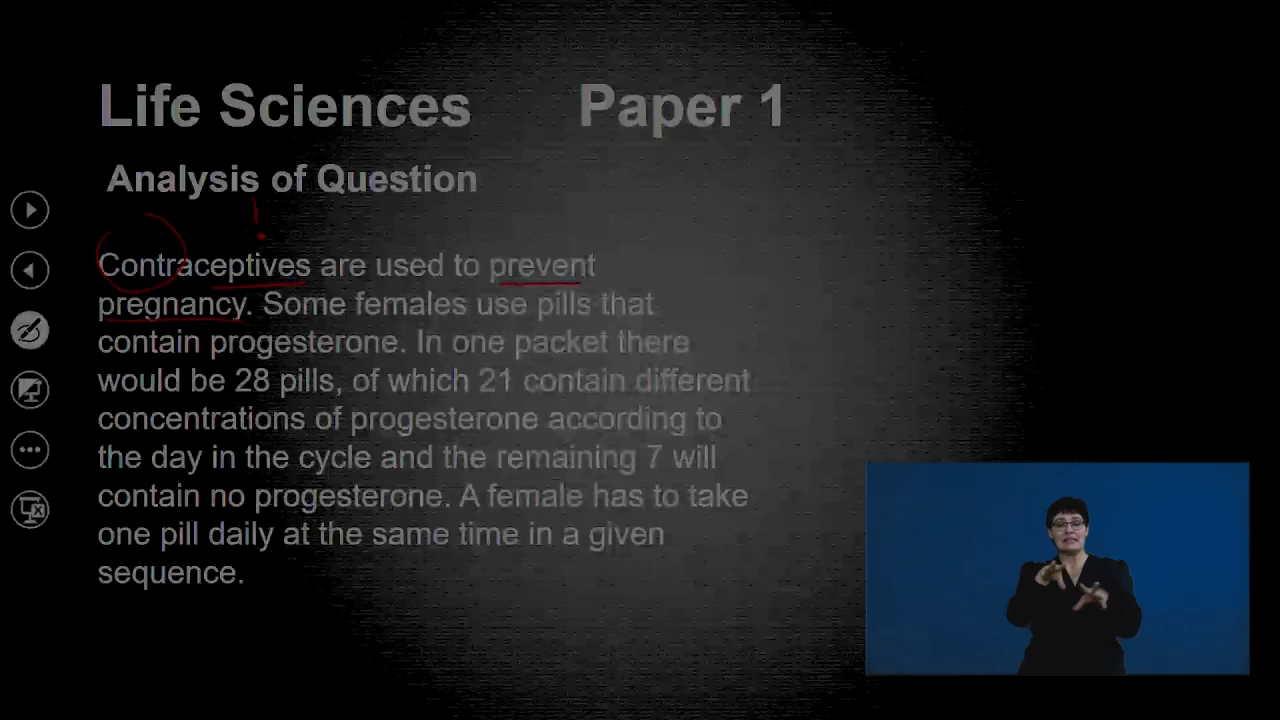 Life Sciences Paper 1
Analysis of Question
Contraceptives are used to prevent
pregnancy. Some females use pills that
contain progesterone. In one packet there
would be 28 pills, of which 21 contain different
concentrations of progesterone according to
the day in the cycle and the remaining 7 will
contain no progesterone. A female has to take
one pill daily at the same time in a given
sequence.